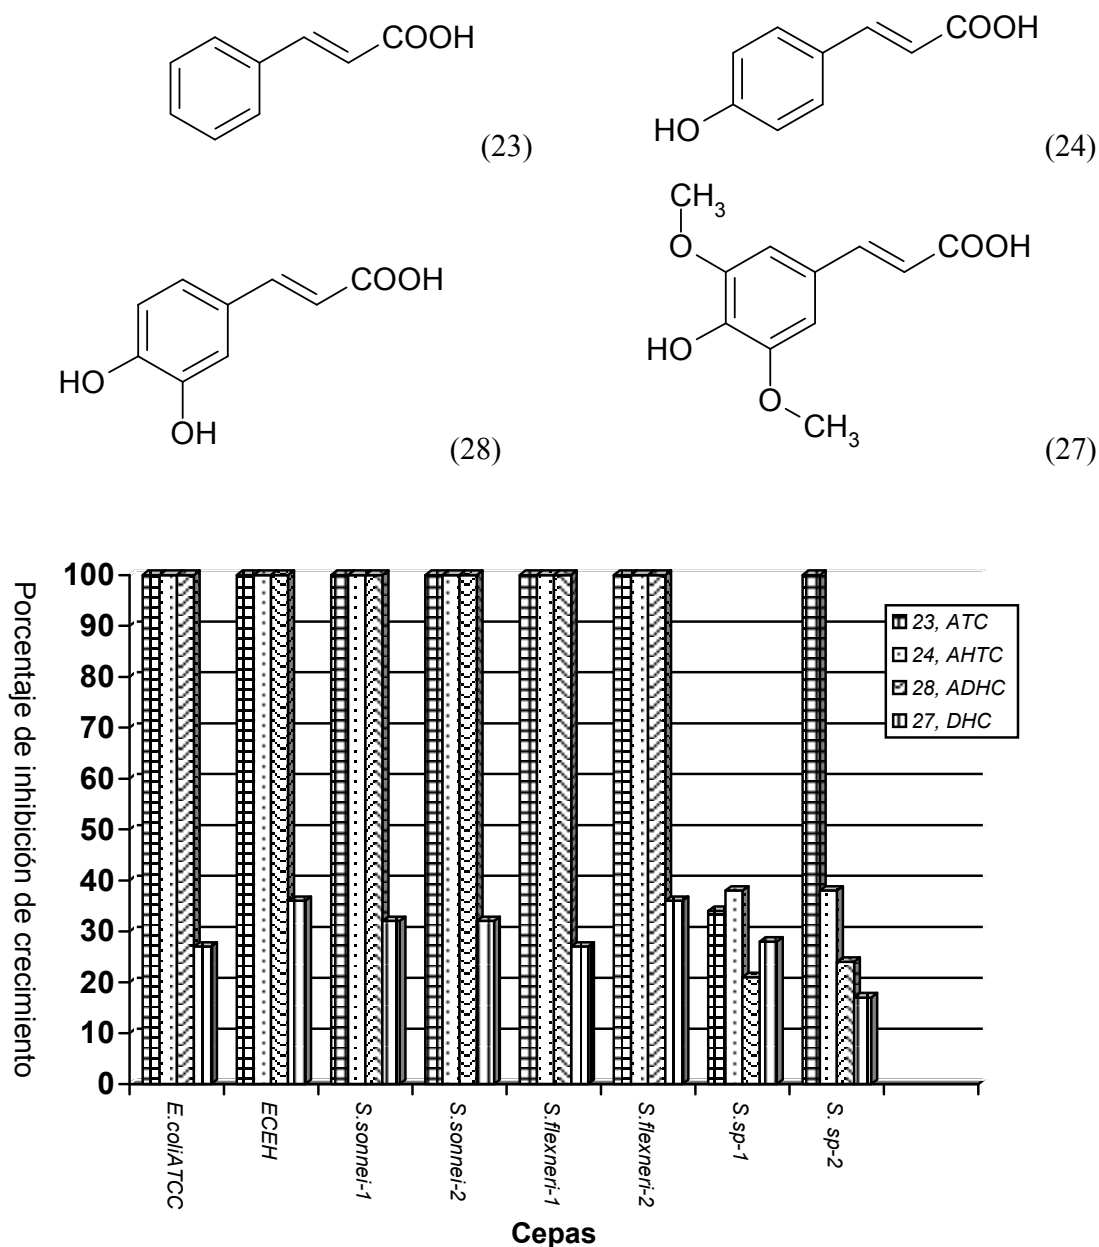 COOH
(23)
COOH
HO
(24)
COOH
HO
OH
(28)
CH3
O
COOH
HO
O
CH3
(27)
Porcentaje de inhibición de crecimiento
100
90
80
70
60
50
40
30
20
10
0
23, ATC
24, AHTC
28, ADHC
27, DHC
E.coliATCC
ECEH
S.sonnei-1
S.sonnei-2
S.flexneri-1
S.flexneri-2
S.sp-1
S. sp-2
Cepas